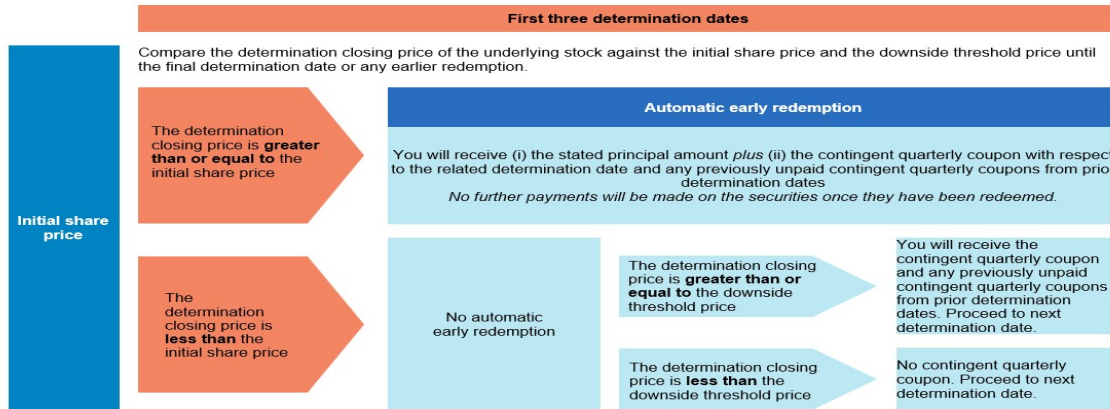 First three determination dates
Compare the determination closing price of the underlying stock against the initial share price and the downside threshold price until
the final determination date or any earlier redemption.
Initial share
price
The determination
closing price is greater
than or equal to the
initial share price
Automatic early redemption
You will receive (i) the stated principal amount plus (ii) the contingent quarterly coupon with respect
to the related determination date and any previously unpaid contingent quarterly coupons from prior
determination dates
No further payments will be made on the securities once they have been redeemed.
The
determination
closing price is
less than the
initial share price
No automatic
early redemption
The determination closing
price is greater than or
equal to the downside
threshold price
You will receive the
contingent quarterly coupon
and any previously unpaid
contingent quarterly coupons
from prior determination
dates. Proceed to next
determination date.
The determination closing
price is less than the
downside threshold price
No contingent quarterly
coupon. Proceed to next
determination date.